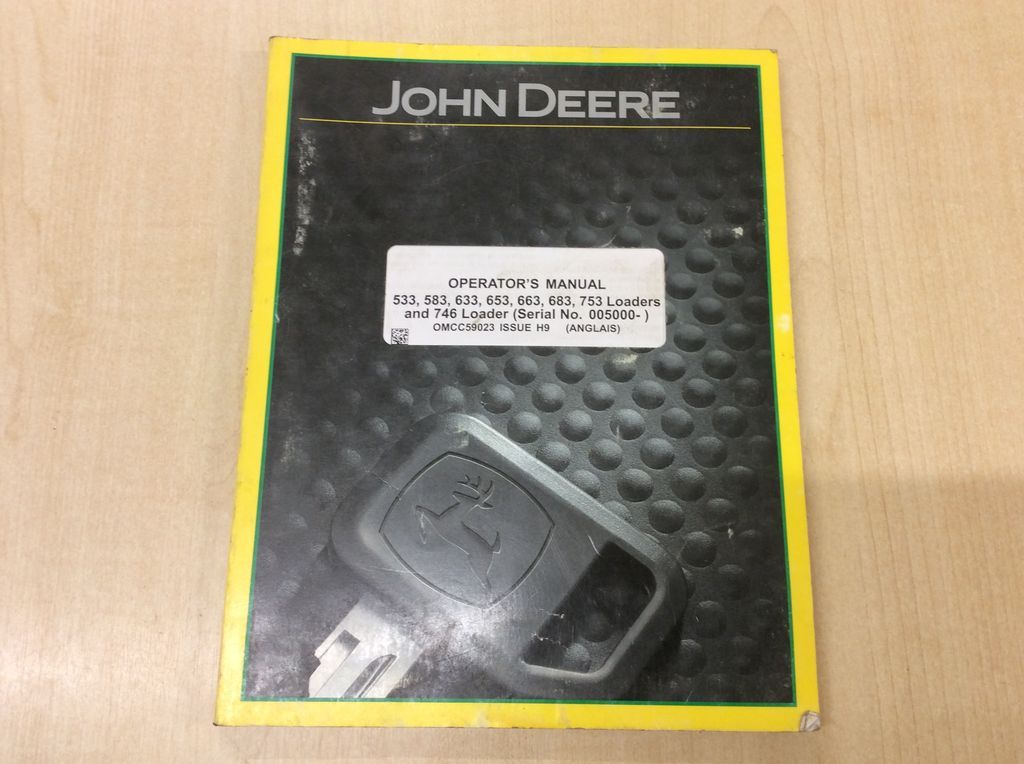 JOHN DEERE
OPERATOR'S MANUAL
533, 583, 633, 653, 663, 683, 753 Loaders
and 746 Loader (Serial No. 005000- )
OMCC59023 ISSUE H9 (ANGLAIS)